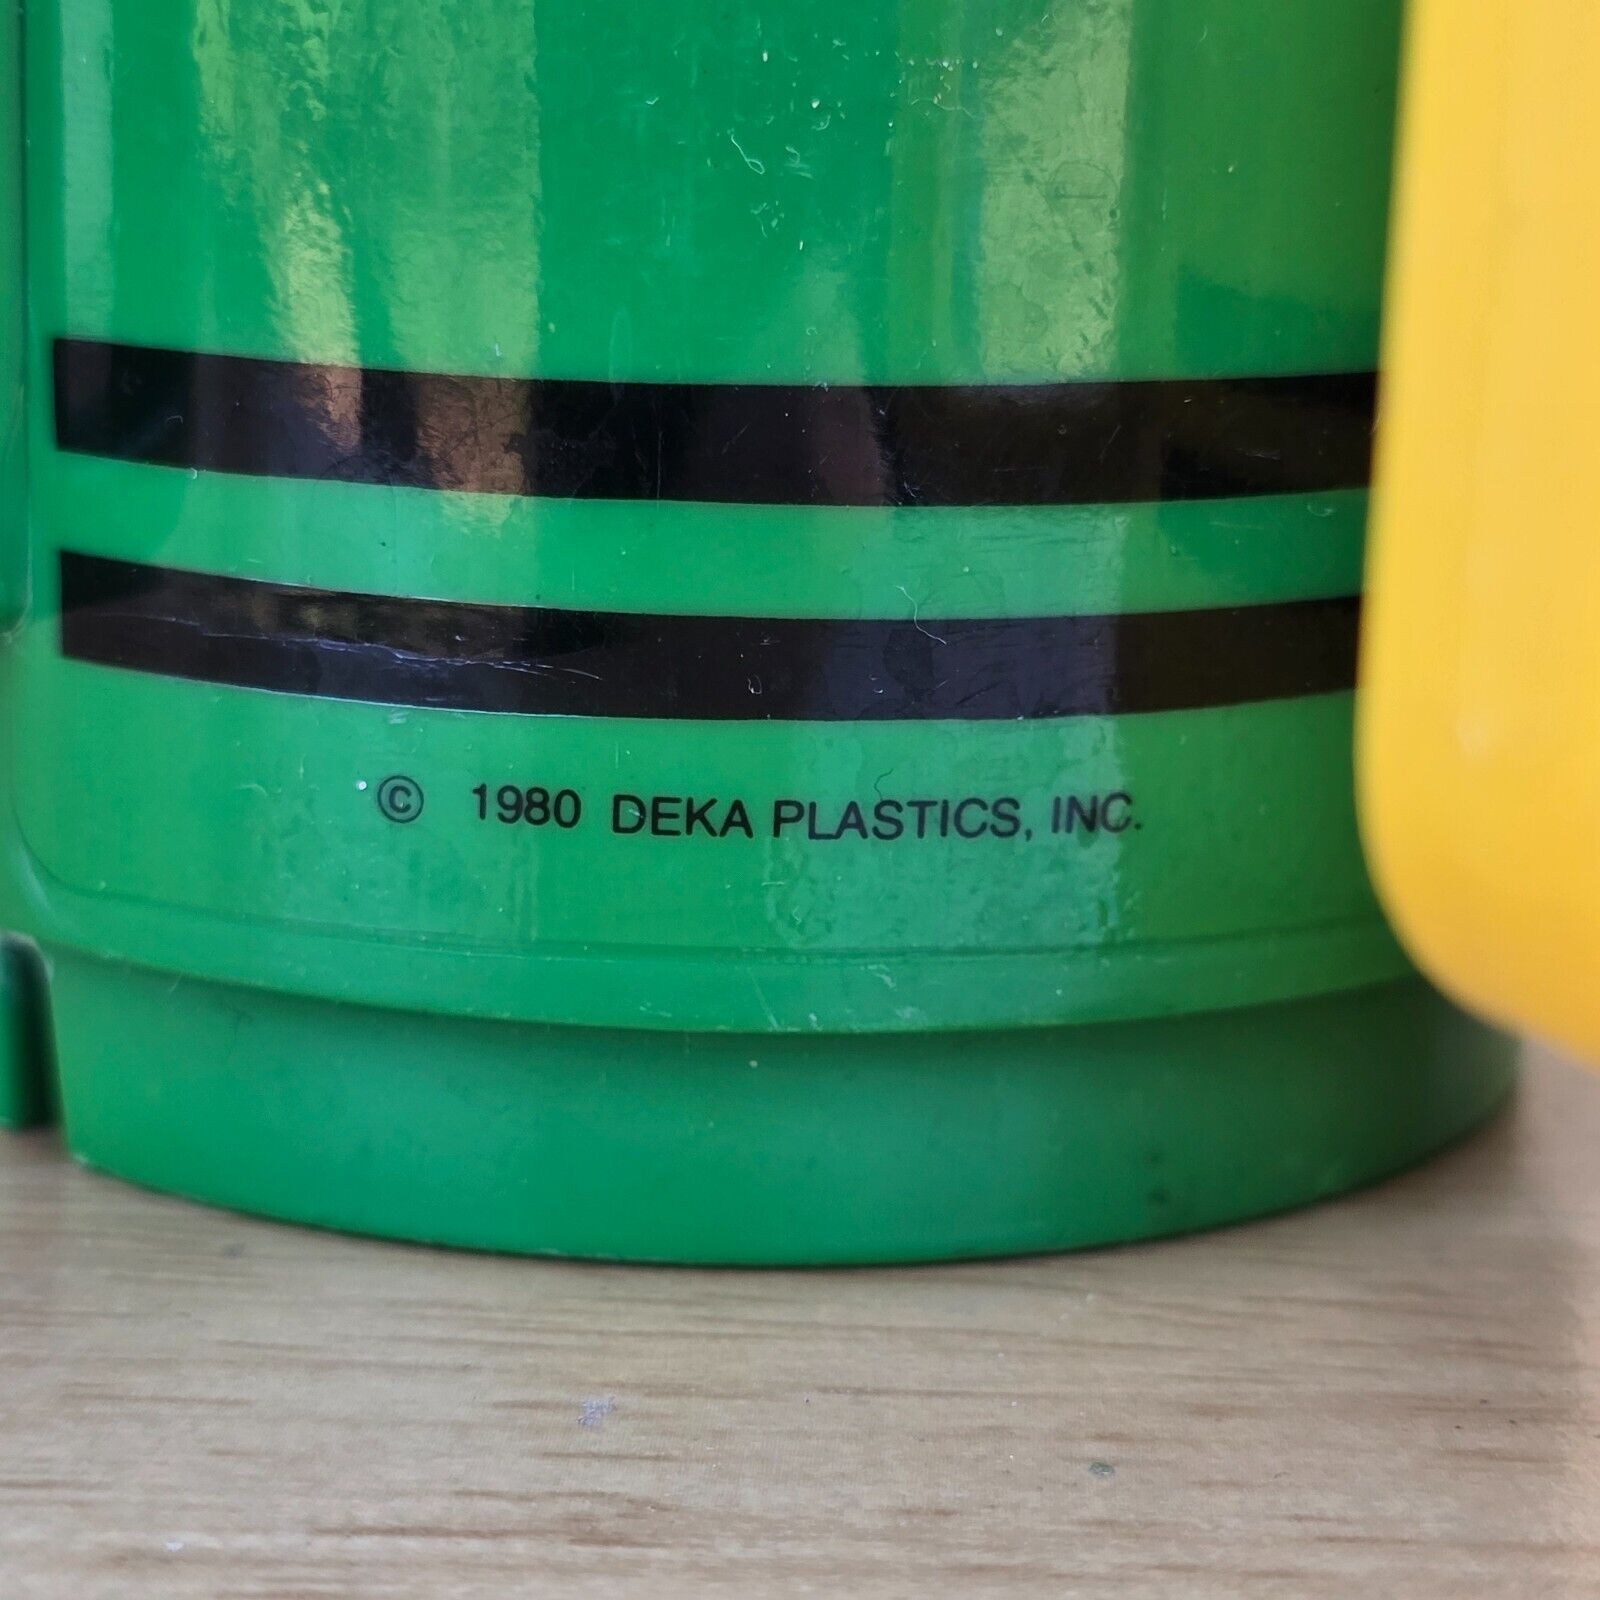 © 1980 DEKA PLASTICS, INC.